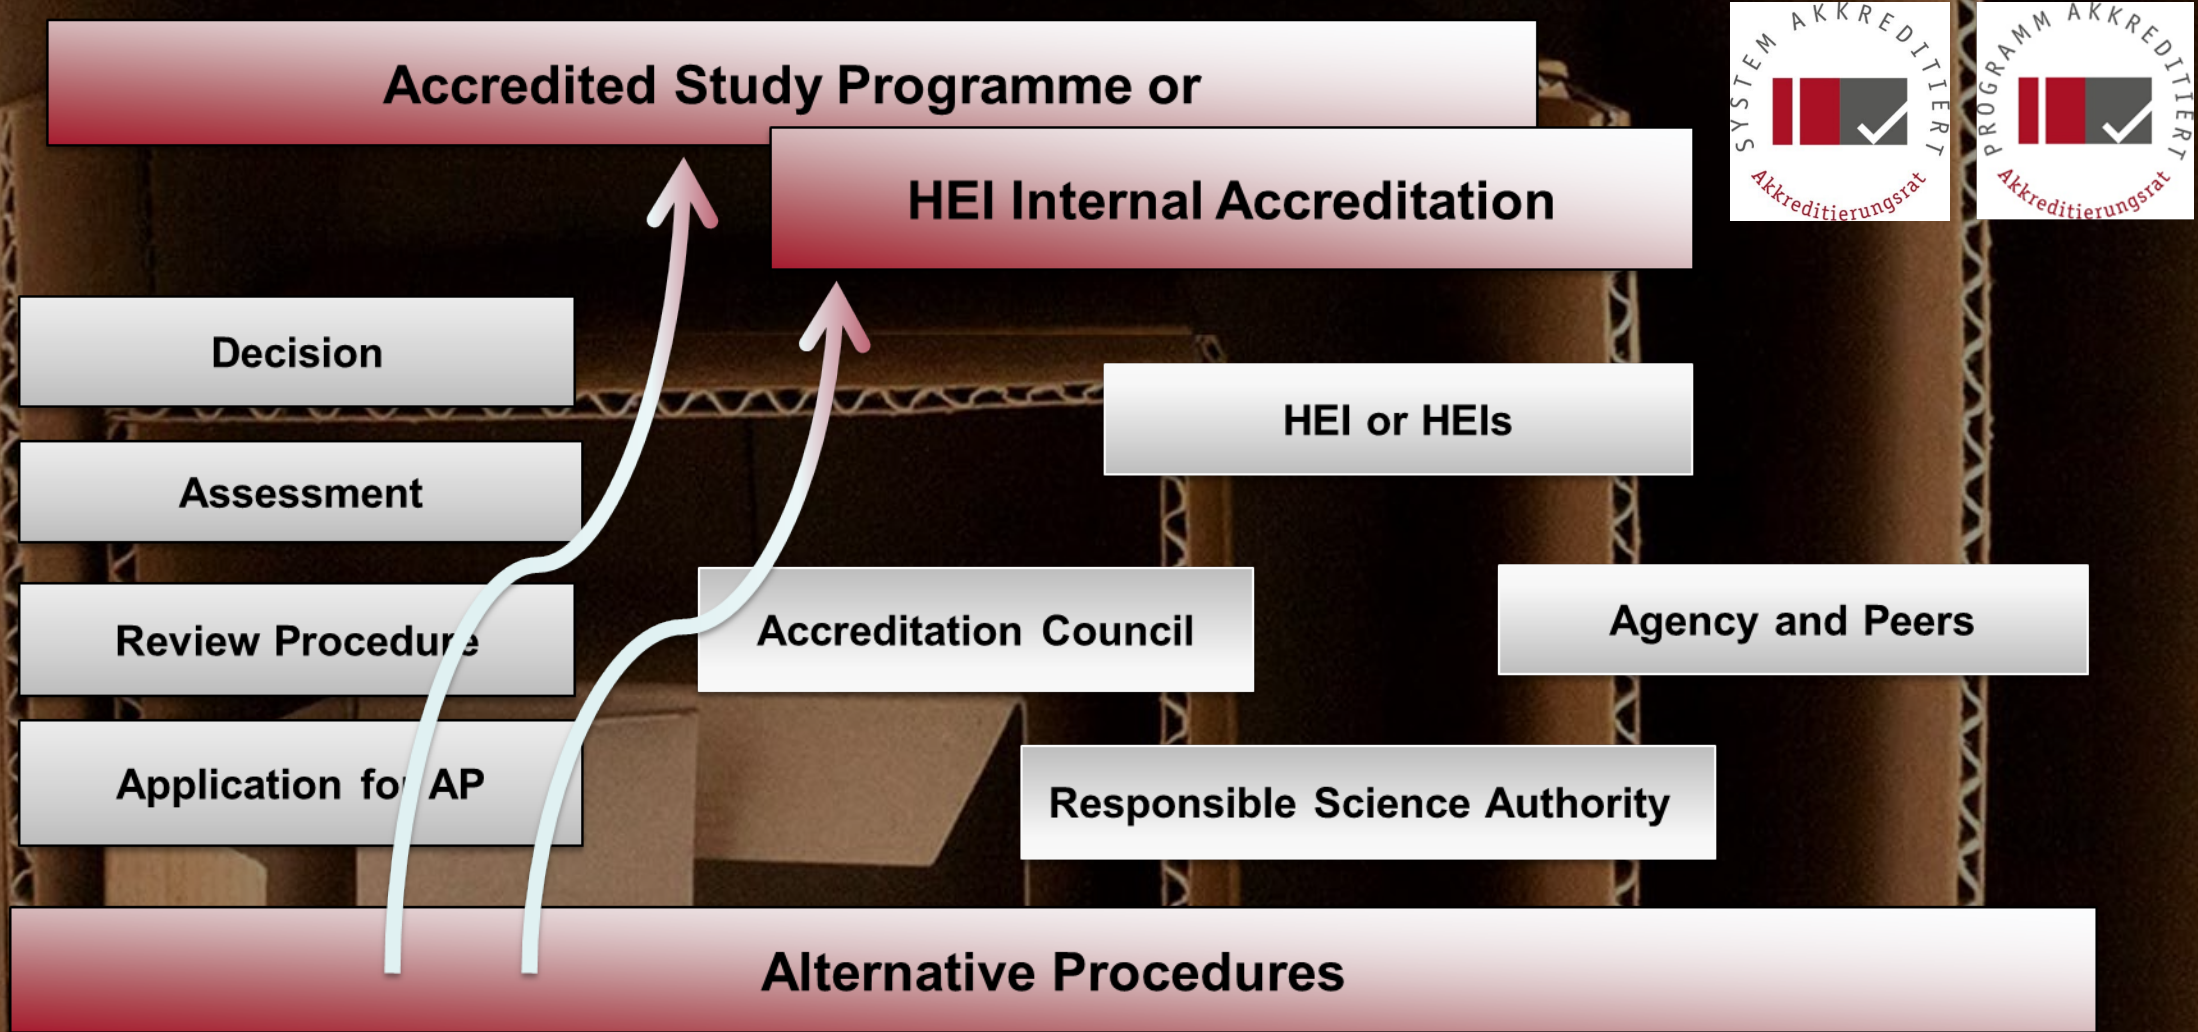 Accredited Study Programme or
HEI Internal Accreditation
SYSTEM AKKREDITIERT
Akkreditierungsrat
PROGRAMM AKKREDITIERT
Akkreditierungsrat
Decision
HEI or HEIs
Assessment
Accreditation Council
Agency and Peers
Review Procedure
Application for AP
Responsible Science Authority
Alternative Procedures